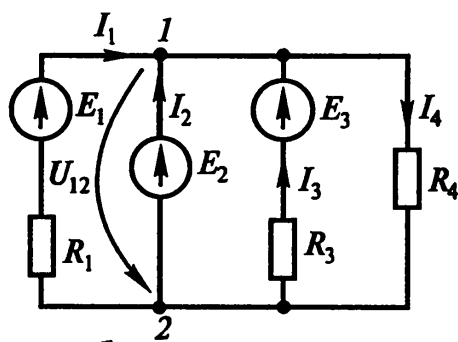 I₁ 1
E₁ I₂ E₃ I₄
U₁₂ E₂ I₃ R₄
R₁ R₃
2